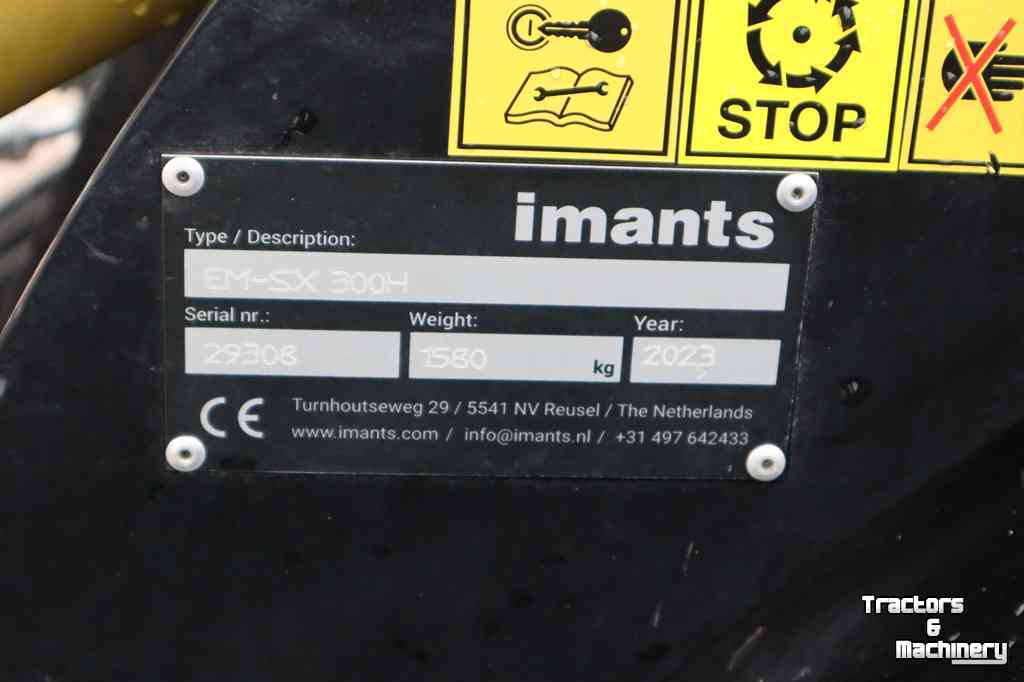 STOP
imants
Type / Description:
EM-SX 300H
Serial nr.: Weight: Year:
29308 1580 kg 2023
CE Turnhoutseweg 29 / 5541 NV Reusel / The Netherlands
www.imants.com / info@imants.nl / +31 497 642433
Tractors
&
Machinery